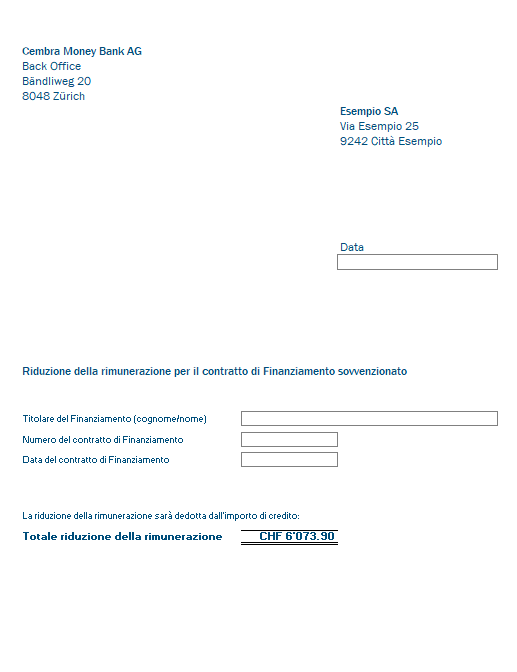 Cembra Money Bank AG
Back Office
Bändliweg 20
8048 Zürich
Esempio SA
Via Esempio 25
9242 Città Esempio
Data
Riduzione della rimunerazione per il contratto di Finanziamento sovvenzionato
Titolare del Finanziamento (cognome/nome)
Numero del contratto di Finanziamento
Data del contratto di Finanziamento
La riduzione della rimunerazione sarà dedotta dall'importo di credito:
Totale riduzione della rimunerazione CHF 6'073.90